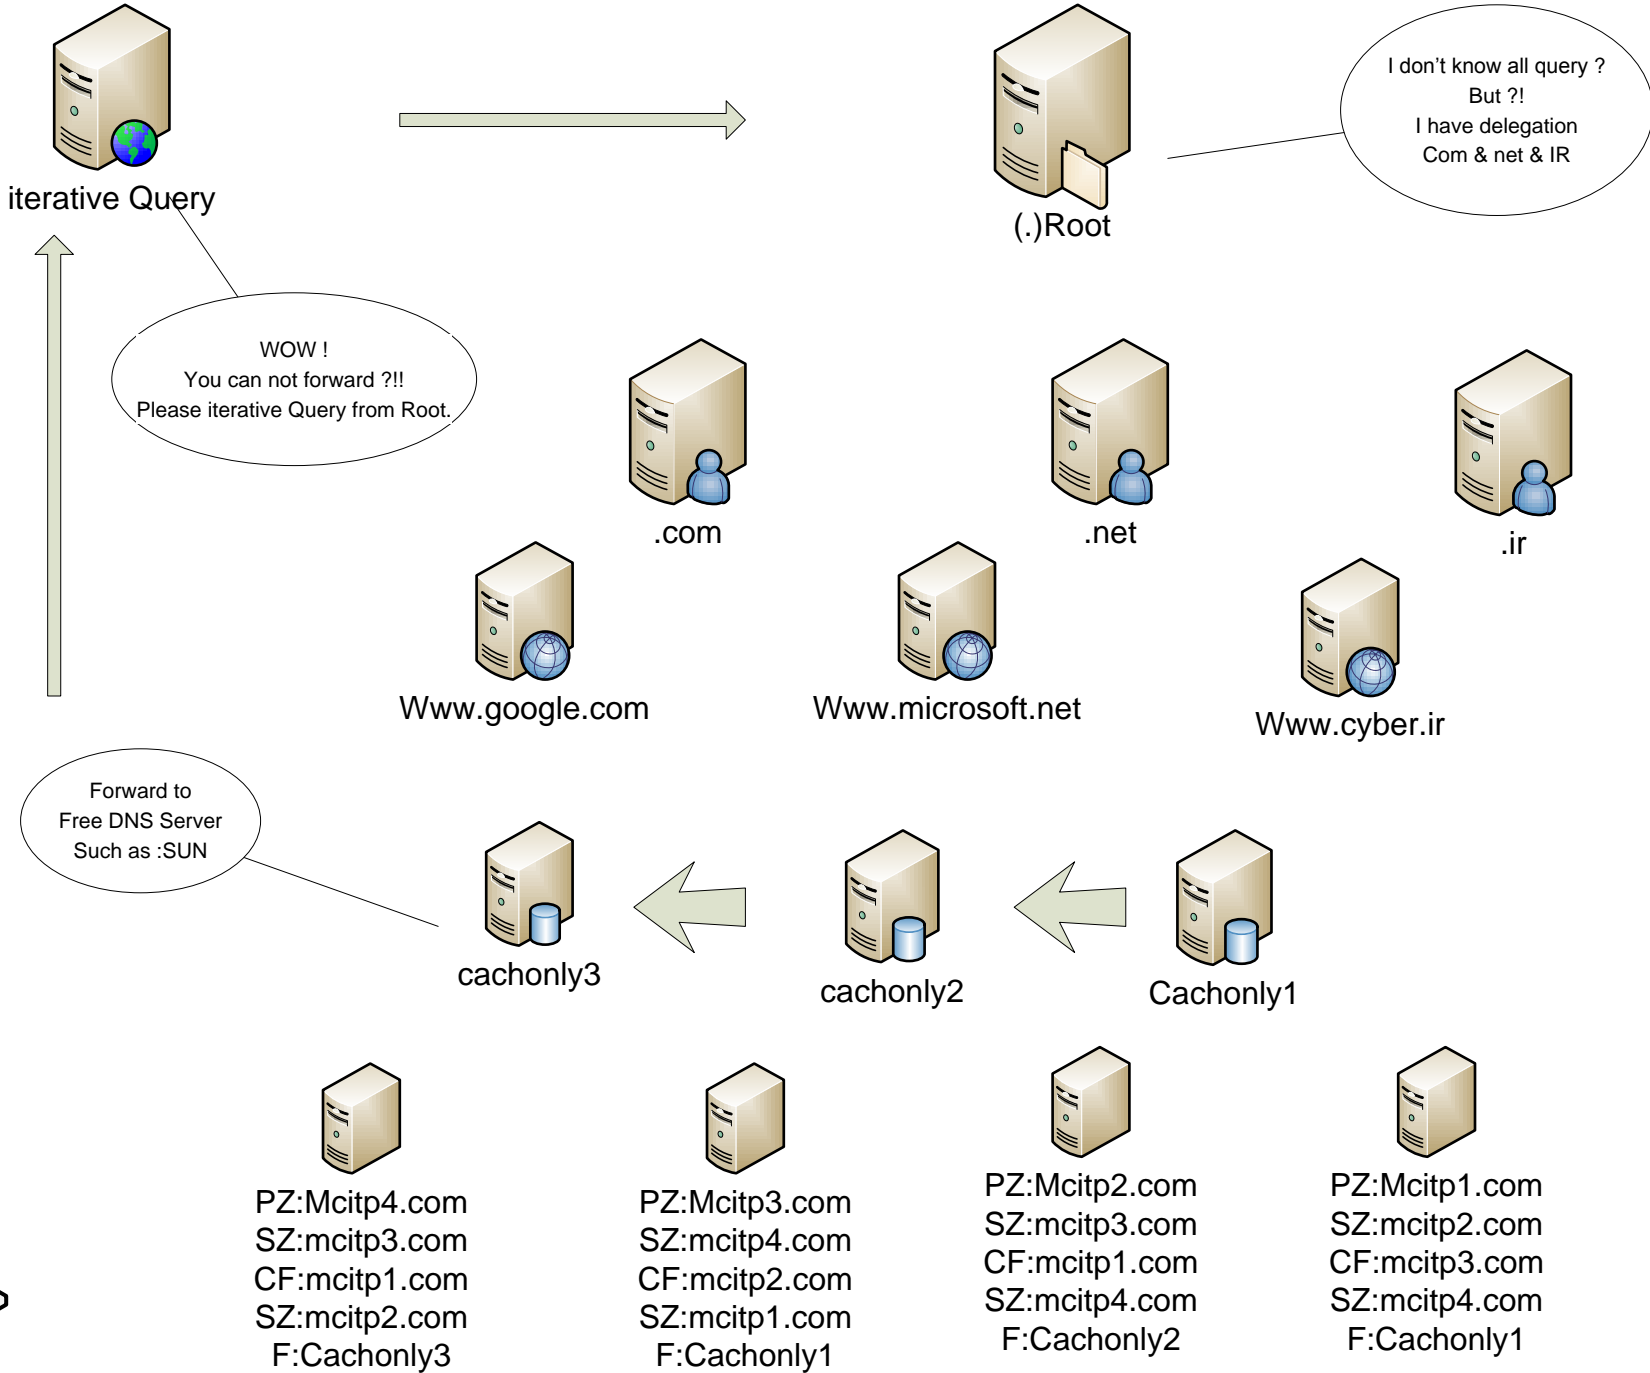 iterative Query
(.)Root
I don't know all query ?
But ?!
I have delegation
Com & net & IR
WOW !
You can not forward ?!!
Please iterative Query from Root.
.com
.net
.ir
Www.google.com
Www.microsoft.net
Www.cyber.ir
Forward to
Free DNS Server
Such as :SUN
cachonly3
cachonly2
Cachonly1
PZ:Mcitp4.com
SZ:mcitp3.com
CF:mcitp1.com
SZ:mcitp2.com
F:Cachonly3
PZ:Mcitp3.com
SZ:mcitp4.com
CF:mcitp2.com
SZ:mcitp1.com
F:Cachonly1
PZ:Mcitp2.com
SZ:mcitp3.com
CF:mcitp1.com
SZ:mcitp4.com
F:Cachonly2
PZ:Mcitp1.com
SZ:mcitp2.com
CF:mcitp3.com
SZ:mcitp4.com
F:Cachonly1